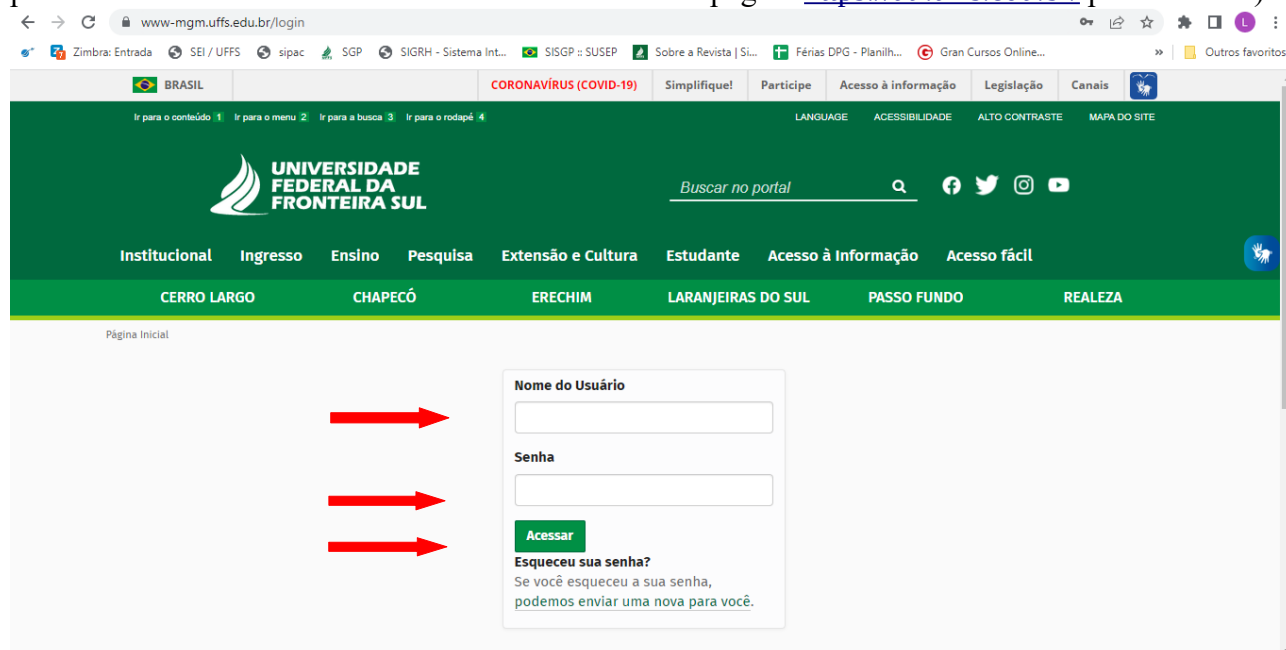 www-mgm.uffs.edu.br/login
L
Zimbra: Entrada SEI / UFFS sipac SGP SIGRH - Sistema Int... SISGP :: SUSEP Sobre a Revista | Si... Férias DPG - Planilh... Gran Cursos Online... » Outros favoritos
BRASIL CORONAVÍRUS (COVID-19) Simplifique! Participe Acesso à informação Legislação Canais
Ir para o conteúdo 1 Ir para o menu 2 Ir para a busca 3 Ir para o rodapé 4 LANGUAGE ACESSIBILIDADE ALTO CONTRASTE MAPA DO SITE
UNIVERSIDADE
FEDERAL DA
FRONTEIRA SUL
Buscar no portal
Institucional Ingresso Ensino Pesquisa Extensão e Cultura Estudante Acesso à Informação Acesso fácil
CERRO LARGO CHAPECÓ ERECHIM LARANJEIRAS DO SUL PASSO FUNDO REALEZA
Página Inicial
Nome do Usuário
Senha
Acessar
Esqueceu sua senha?
Se você esqueceu a sua senha,
podemos enviar uma nova para você.